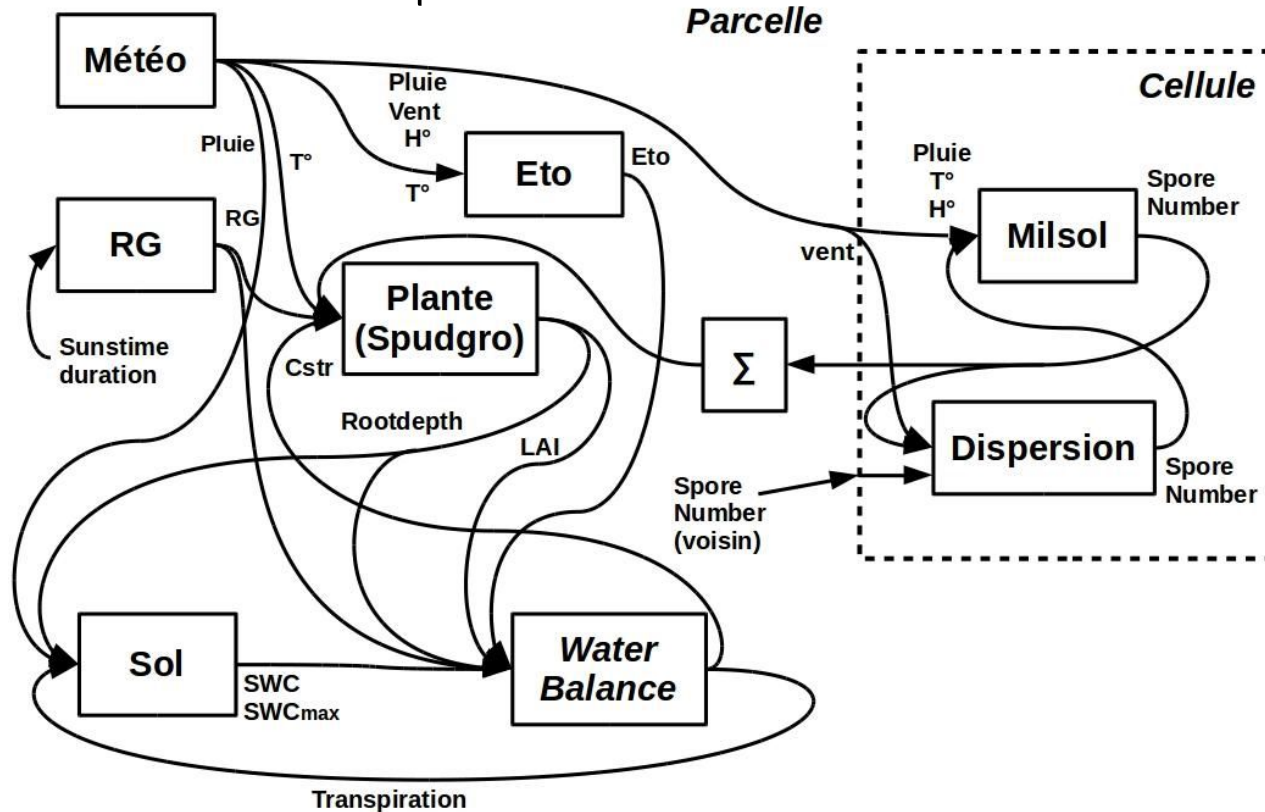 Parcelle
Météo
Cellule
Pluie
Vent
H°
T°
Pluie
T°
Eto
Eto
Pluie
T°
H°
Spore
Number
Milsol
RG
RG
vent
Plante
(Spudgro)
Sunstime
duration
Cstr
Σ
Rootdepth
LAI
Dispersion
Spore
Number
Spore
Number
(voisin)
Sol
SWC
SWCmax
Water
Balance
Transpiration